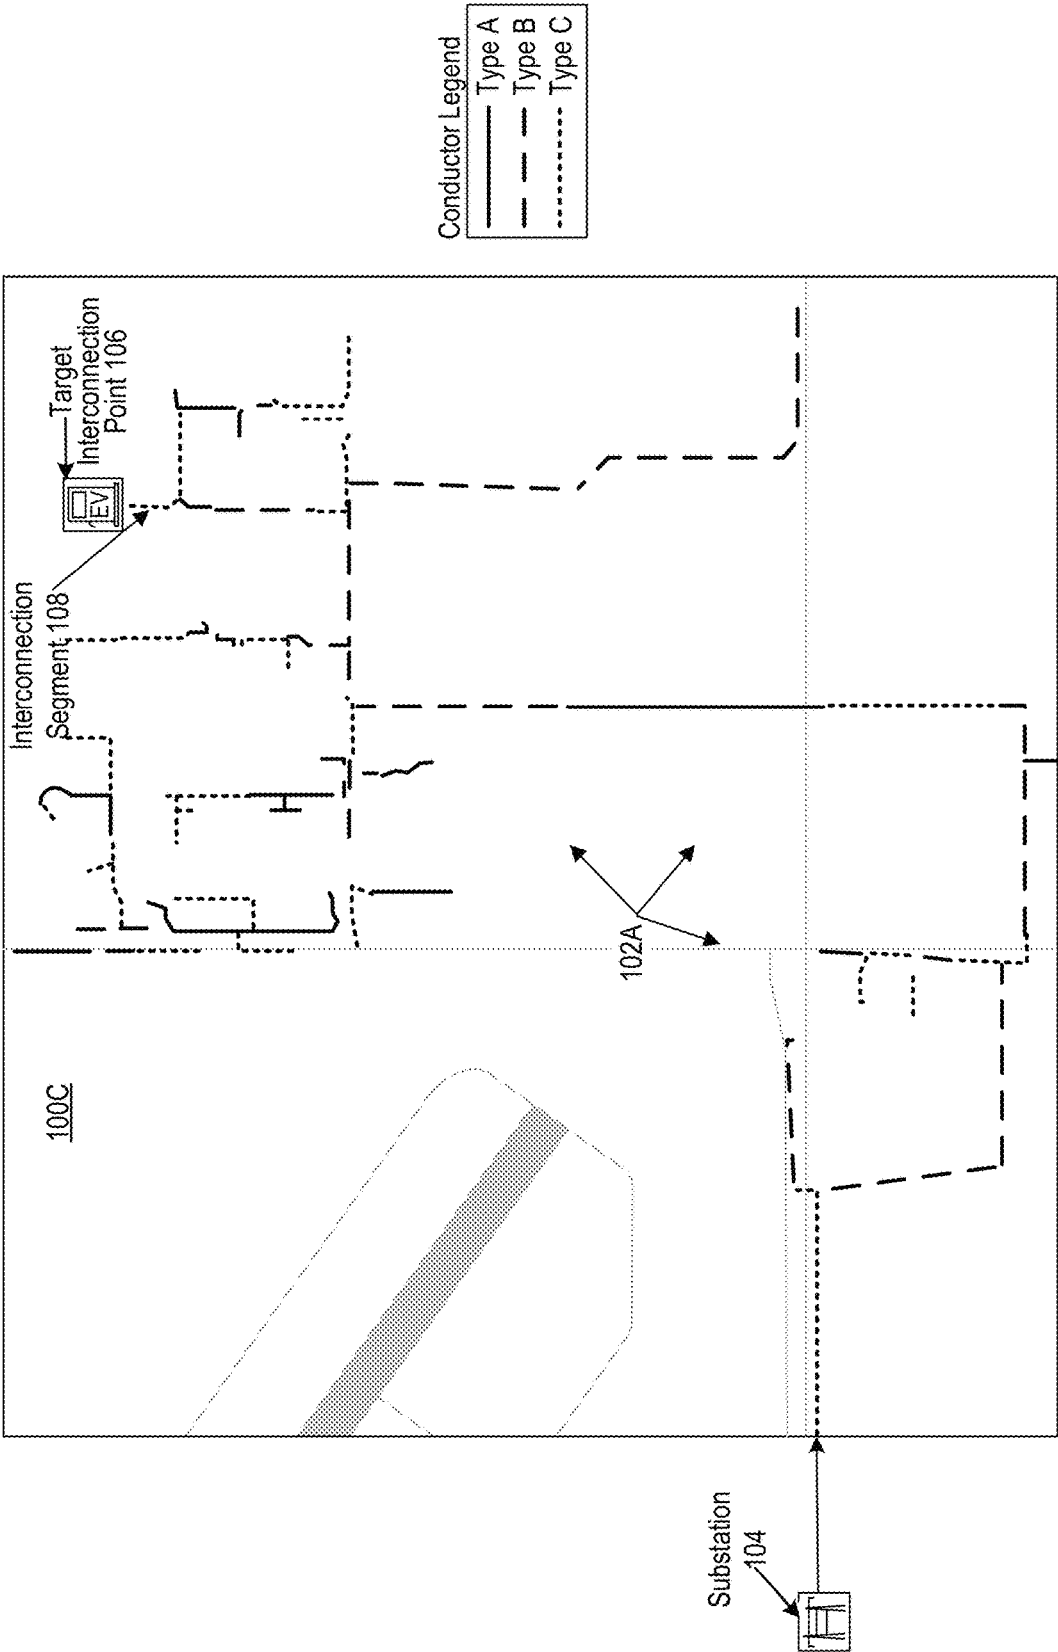 100C
Interconnection
Segment 108
Target
Interconnection
Point 106
EV
102A
Substation
104
Conductor Legend
Type A
Type B
Type C